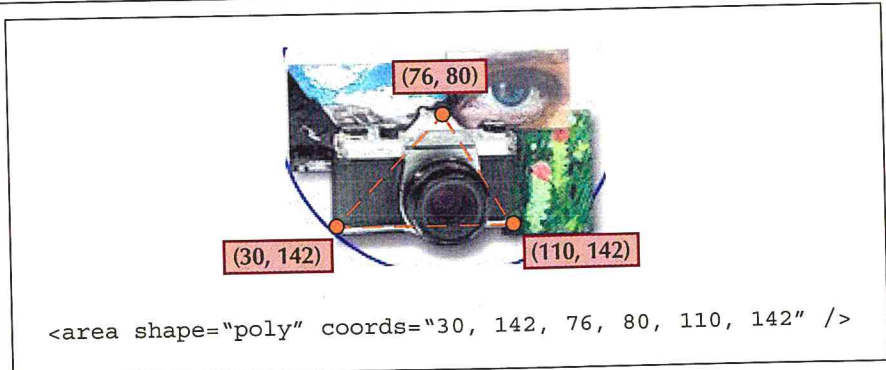 (76, 80)
(30, 142)
(110, 142)
<area shape="poly" coords="30, 142, 76, 80, 110, 142" />